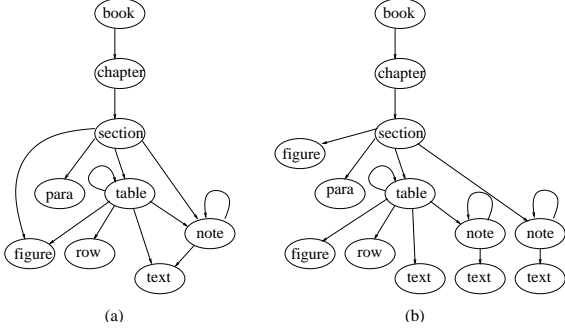 book
book
chapter
chapter
section
section
figure
para
table
para
table
note
note
note
figure
row
figure
row
text
text
text
text
(a)
(b)